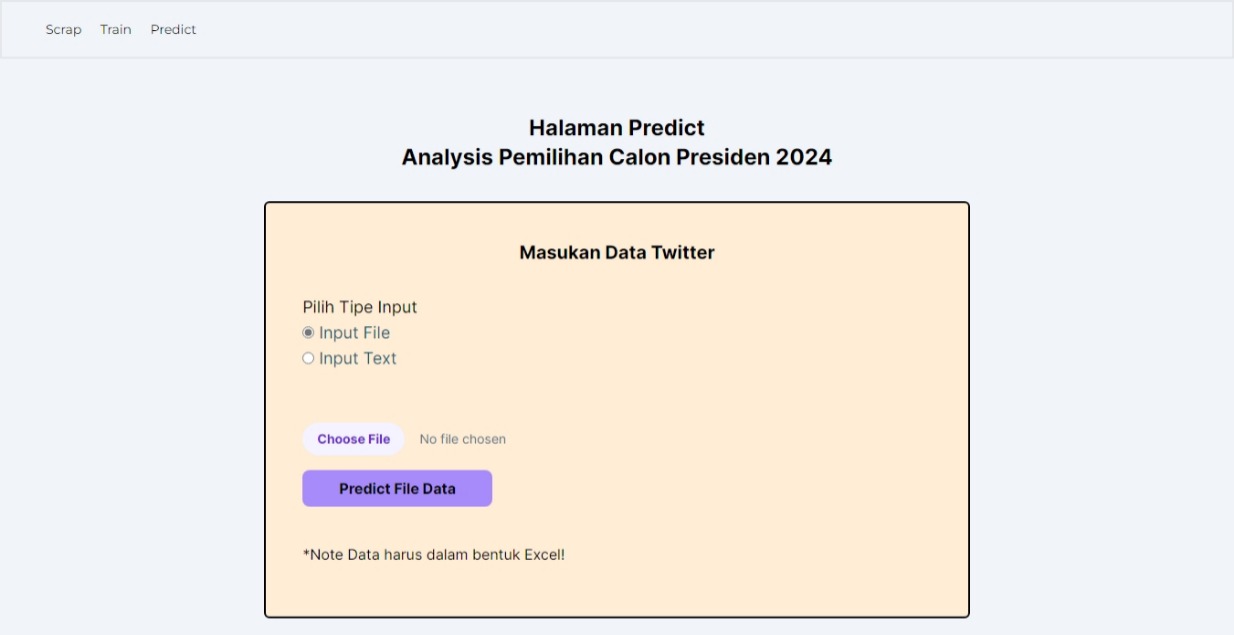 Scrap Train Predict
Halaman Predict
Analysis Pemilihan Calon Presiden 2024
Masukan Data Twitter
Pilih Tipe Input
Input File
Input Text
Choose File No file chosen
Predict File Data
*Note Data harus dalam bentuk Excel!